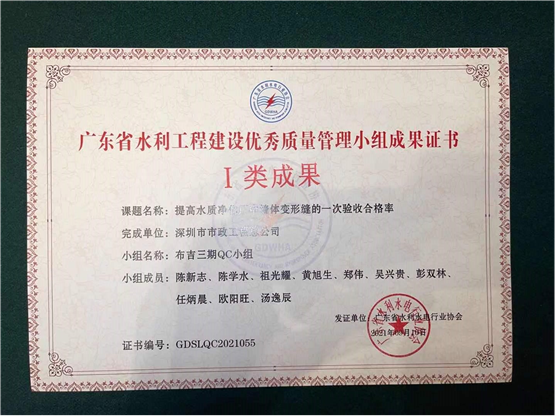 广东省水利工程建设优秀质量管理小组成果证书
I 类成果
课题名称：提高水质净化 墙体变形缝的一次验收合格率
完成单位：深圳市市政工 公司
小组名称：布吉三期QC小组
小组成员：陈新志、陈学水、祖光耀、黄旭生、郑伟、吴兴贵、彭双林、
任炳晨、欧阳旺、汤逸辰
发证单位：广东省水利水电行业协会
2021年
证书编号：GDSLQC2021055